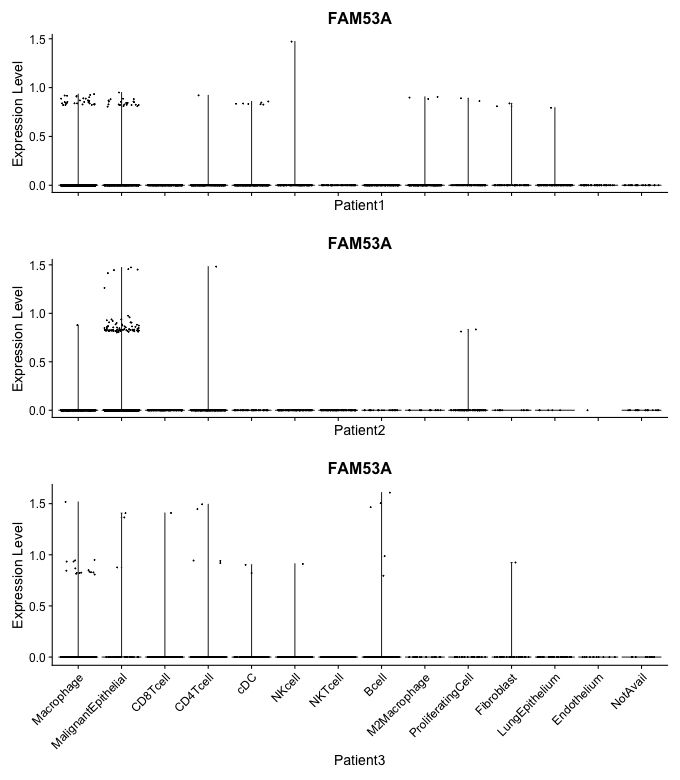 FAM53A
Expression Level
1.5
1.0
0.5
0.0
Patient1
FAM53A
Expression Level
1.5
1.0
0.5
0.0
Patient2
FAM53A
Expression Level
1.5
1.0
0.5
0.0
Macrophage
MalignantEpithelial
CD8Tcell
CD4Tcell
cDC
NKcell
NKTcell
Bcell
M2Macrophage
ProliferatingCell
Fibroblast
LungEpithelium
Endothelium
NotAvail
Patient3